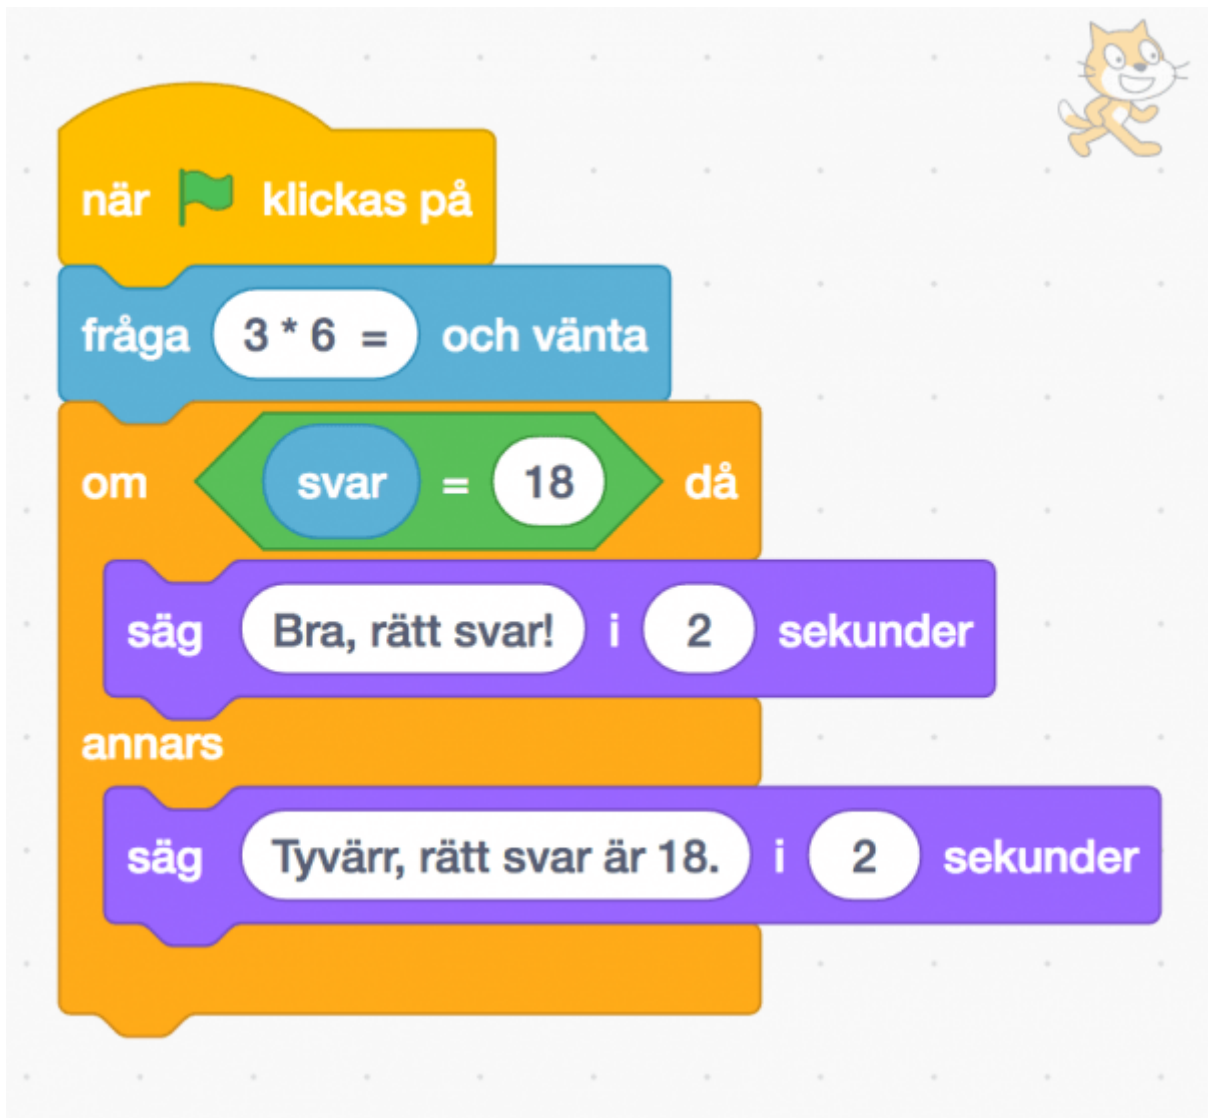 när klickas på
fråga 3 * 6 = och vänta
om svar = 18 då
säg Bra, rätt svar! i 2 sekunder
annars
säg Tyvärr, rätt svar är 18. i 2 sekunder